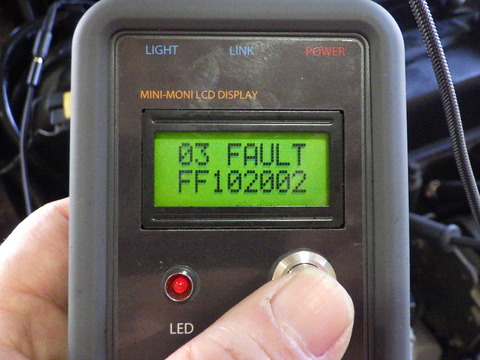 LIGHT LINK POWER
MINI-MONI LCD DISPLAY
03 FAULT
FF102002
LED